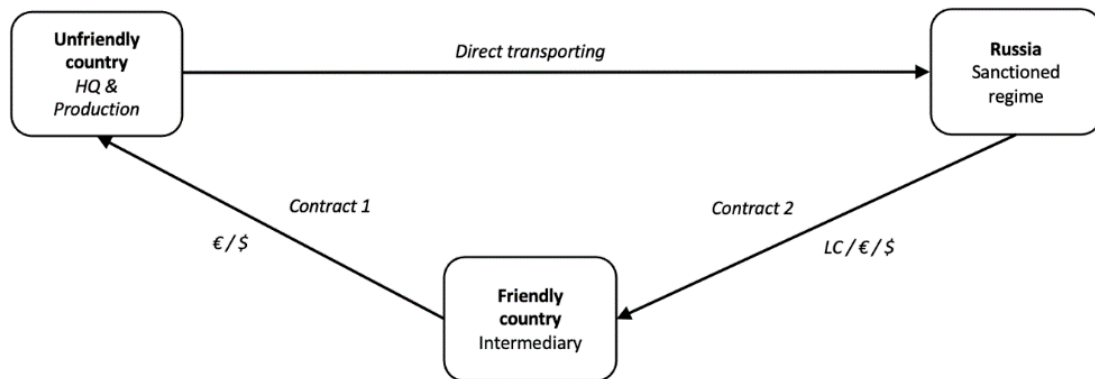 Unfriendly
country
HQ &
Production
Direct transporting
Russia
Sanctioned
regime
Contract 1
€ / $
Contract 2
LC / € / $
Friendly
country
Intermediary